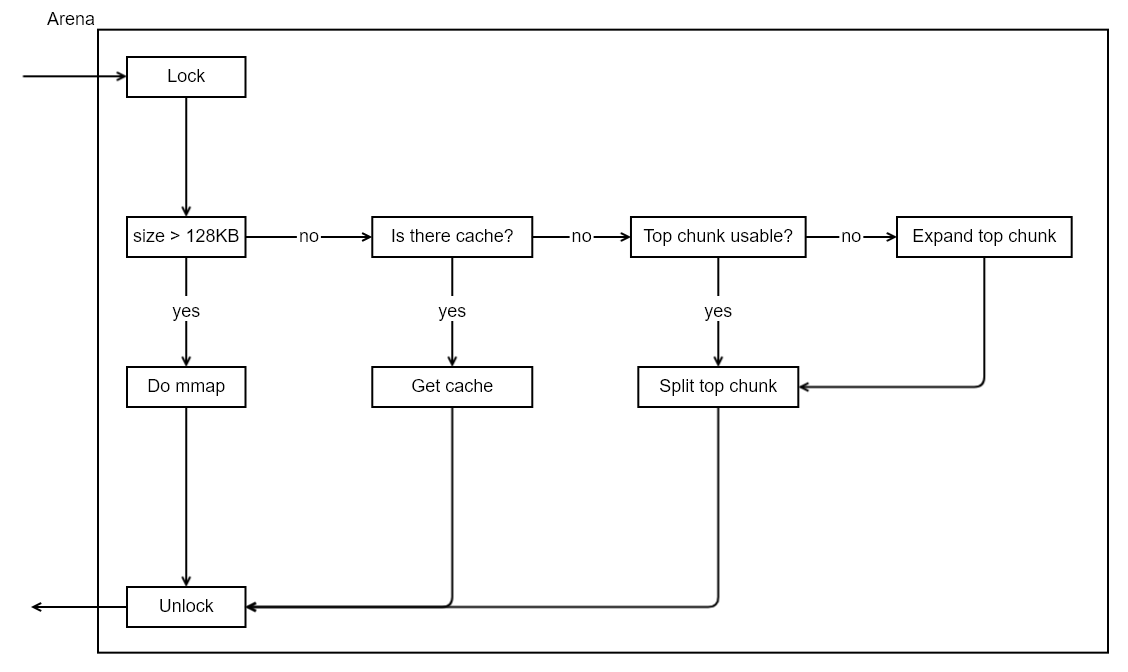 Arena
Lock
size > 128KB
no
Is there cache?
no
Top chunk usable?
no
Expand top chunk
yes
yes
yes
Do mmap
Get cache
Split top chunk
Unlock